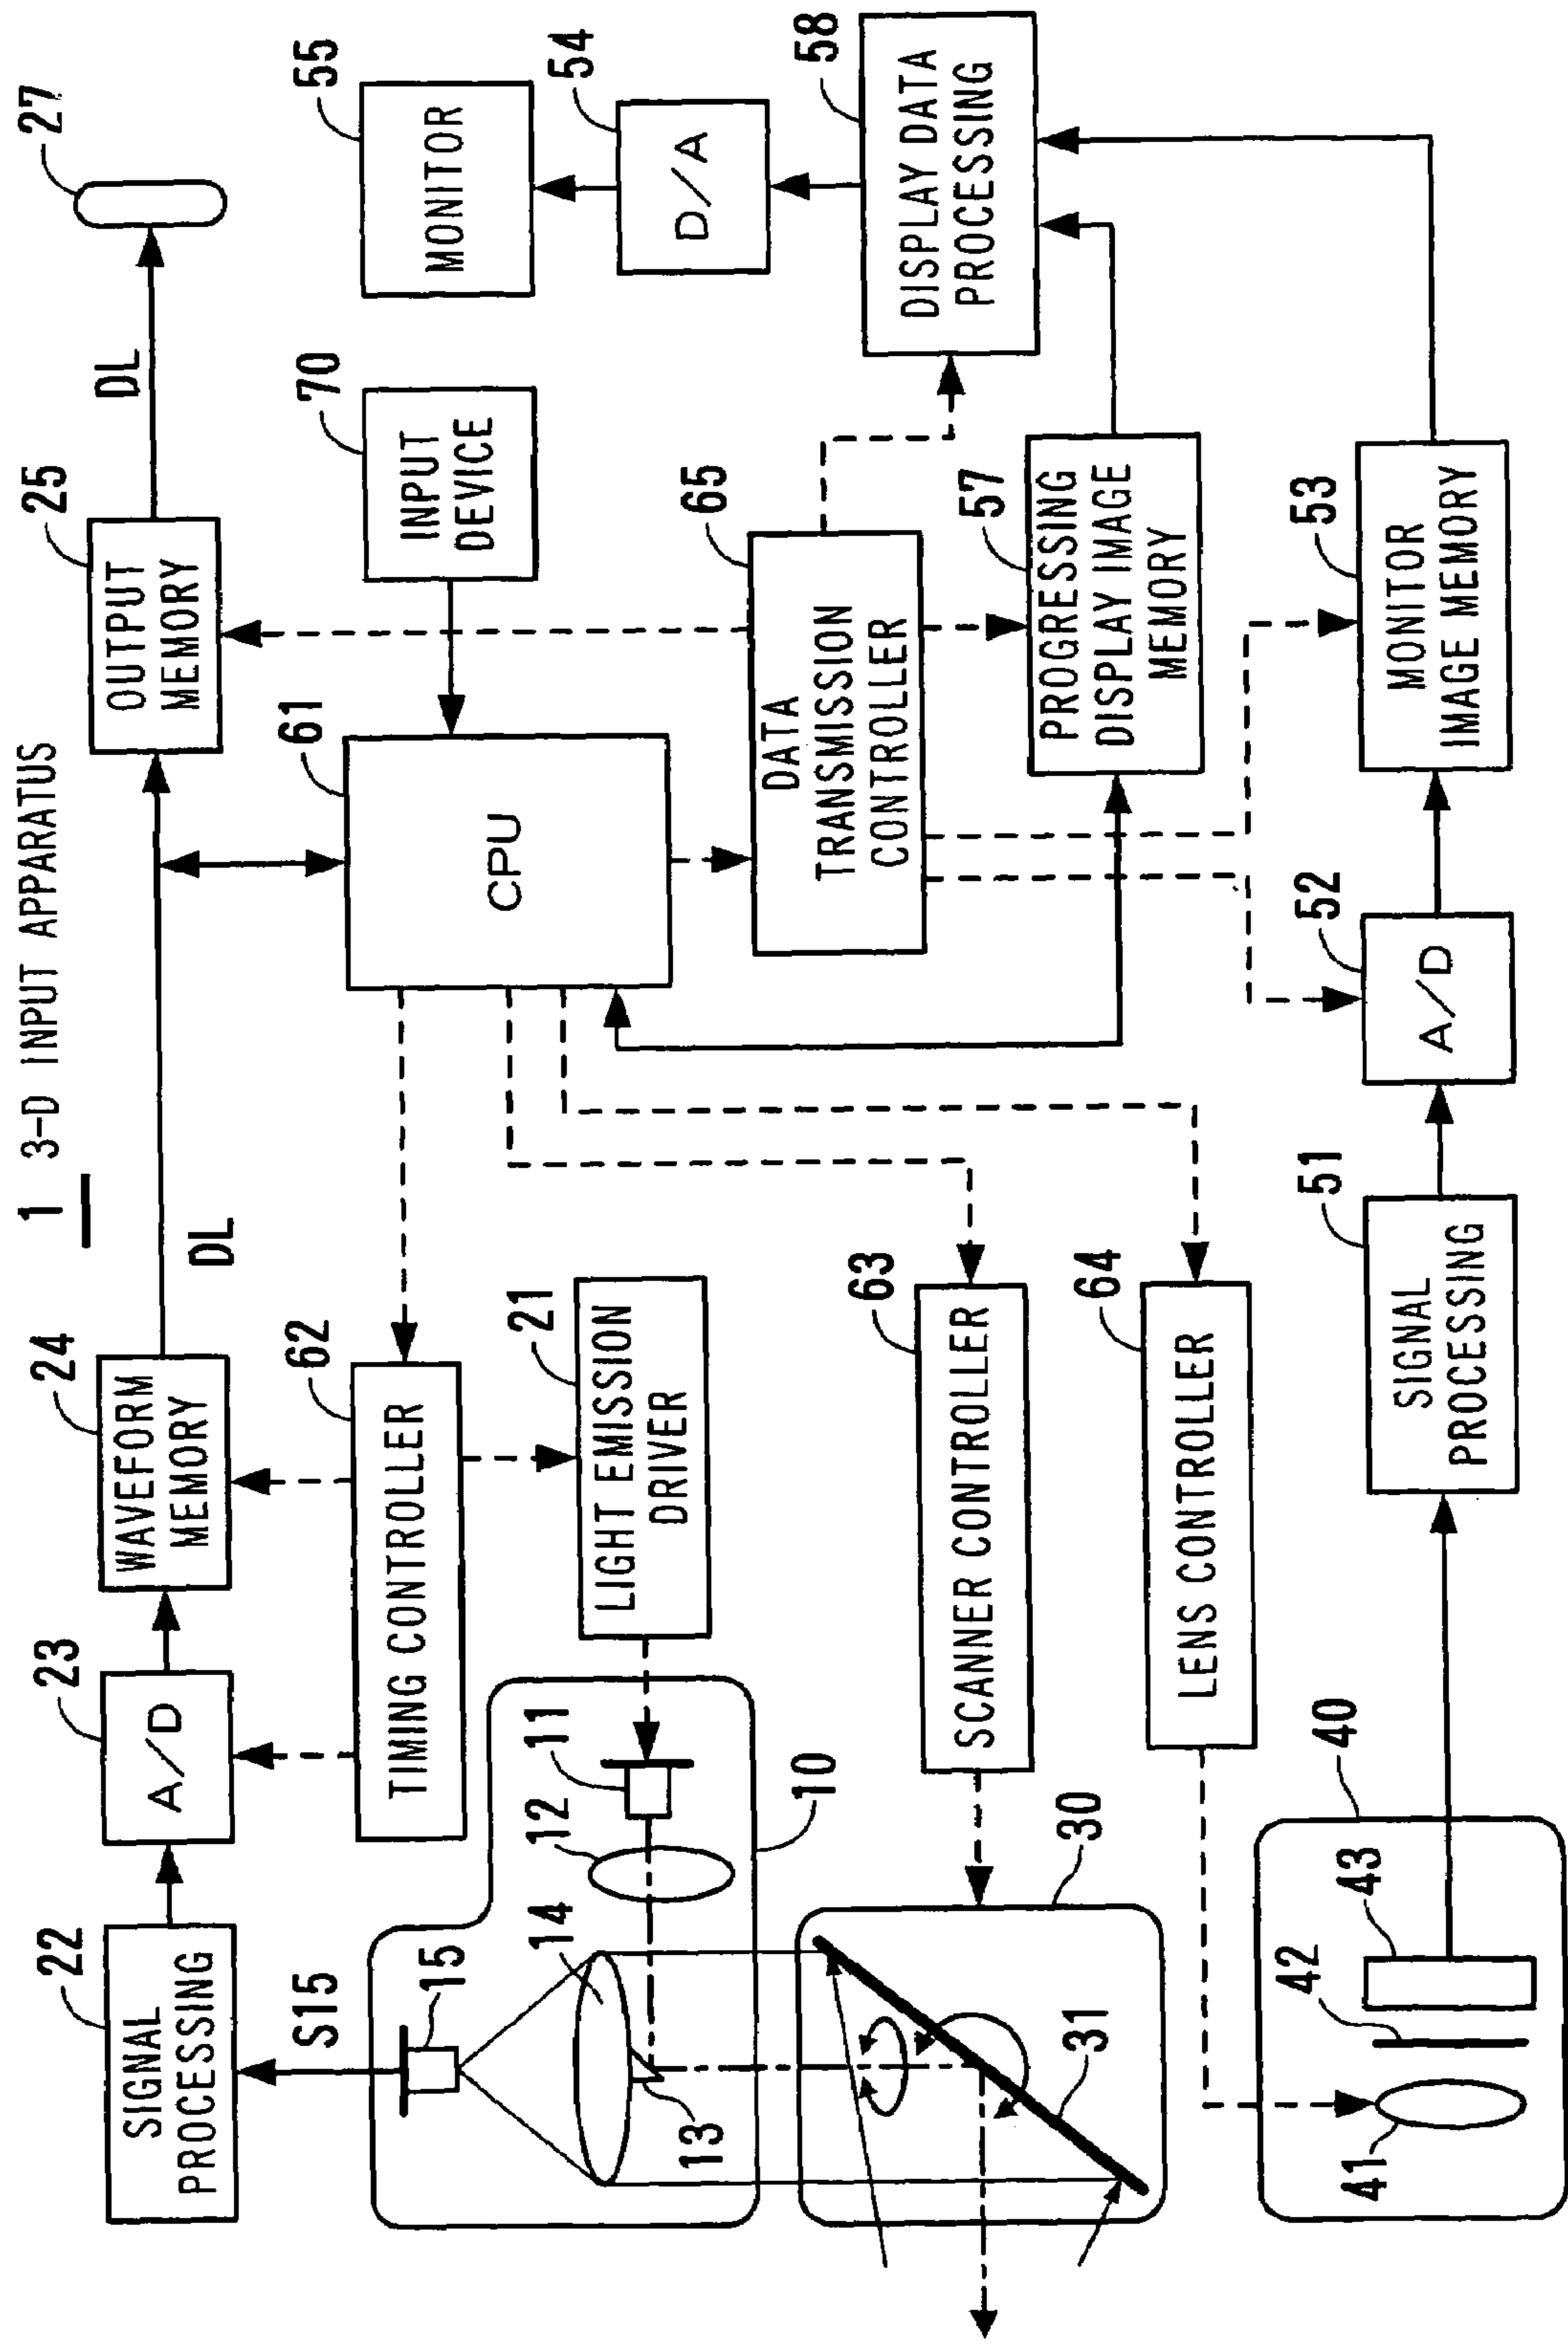 1 3-D INPUT APPARATUS
22
SIGNAL
PROCESSING
S15
23
A/D
24
WAVEFORM
MEMORY
DL
25
OUTPUT
MEMORY
DL
27
62
TIMING CONTROLLER
21
LIGHT EMISSION
DRIVER
61
CPU
70
INPUT
DEVICE
55
MONITOR
54
D/A
58
DISPLAY DATA
PROCESSING
65
DATA
TRANSMISSION
CONTROLLER
57
PROGRESSING
DISPLAY IMAGE
MEMORY
15
14
13
12
11
10
63
SCANNER CONTROLLER
64
LENS CONTROLLER
30
31
40
41
42
43
51
SIGNAL
PROCESSING
52
A/D
53
MONITOR
IMAGE MEMORY